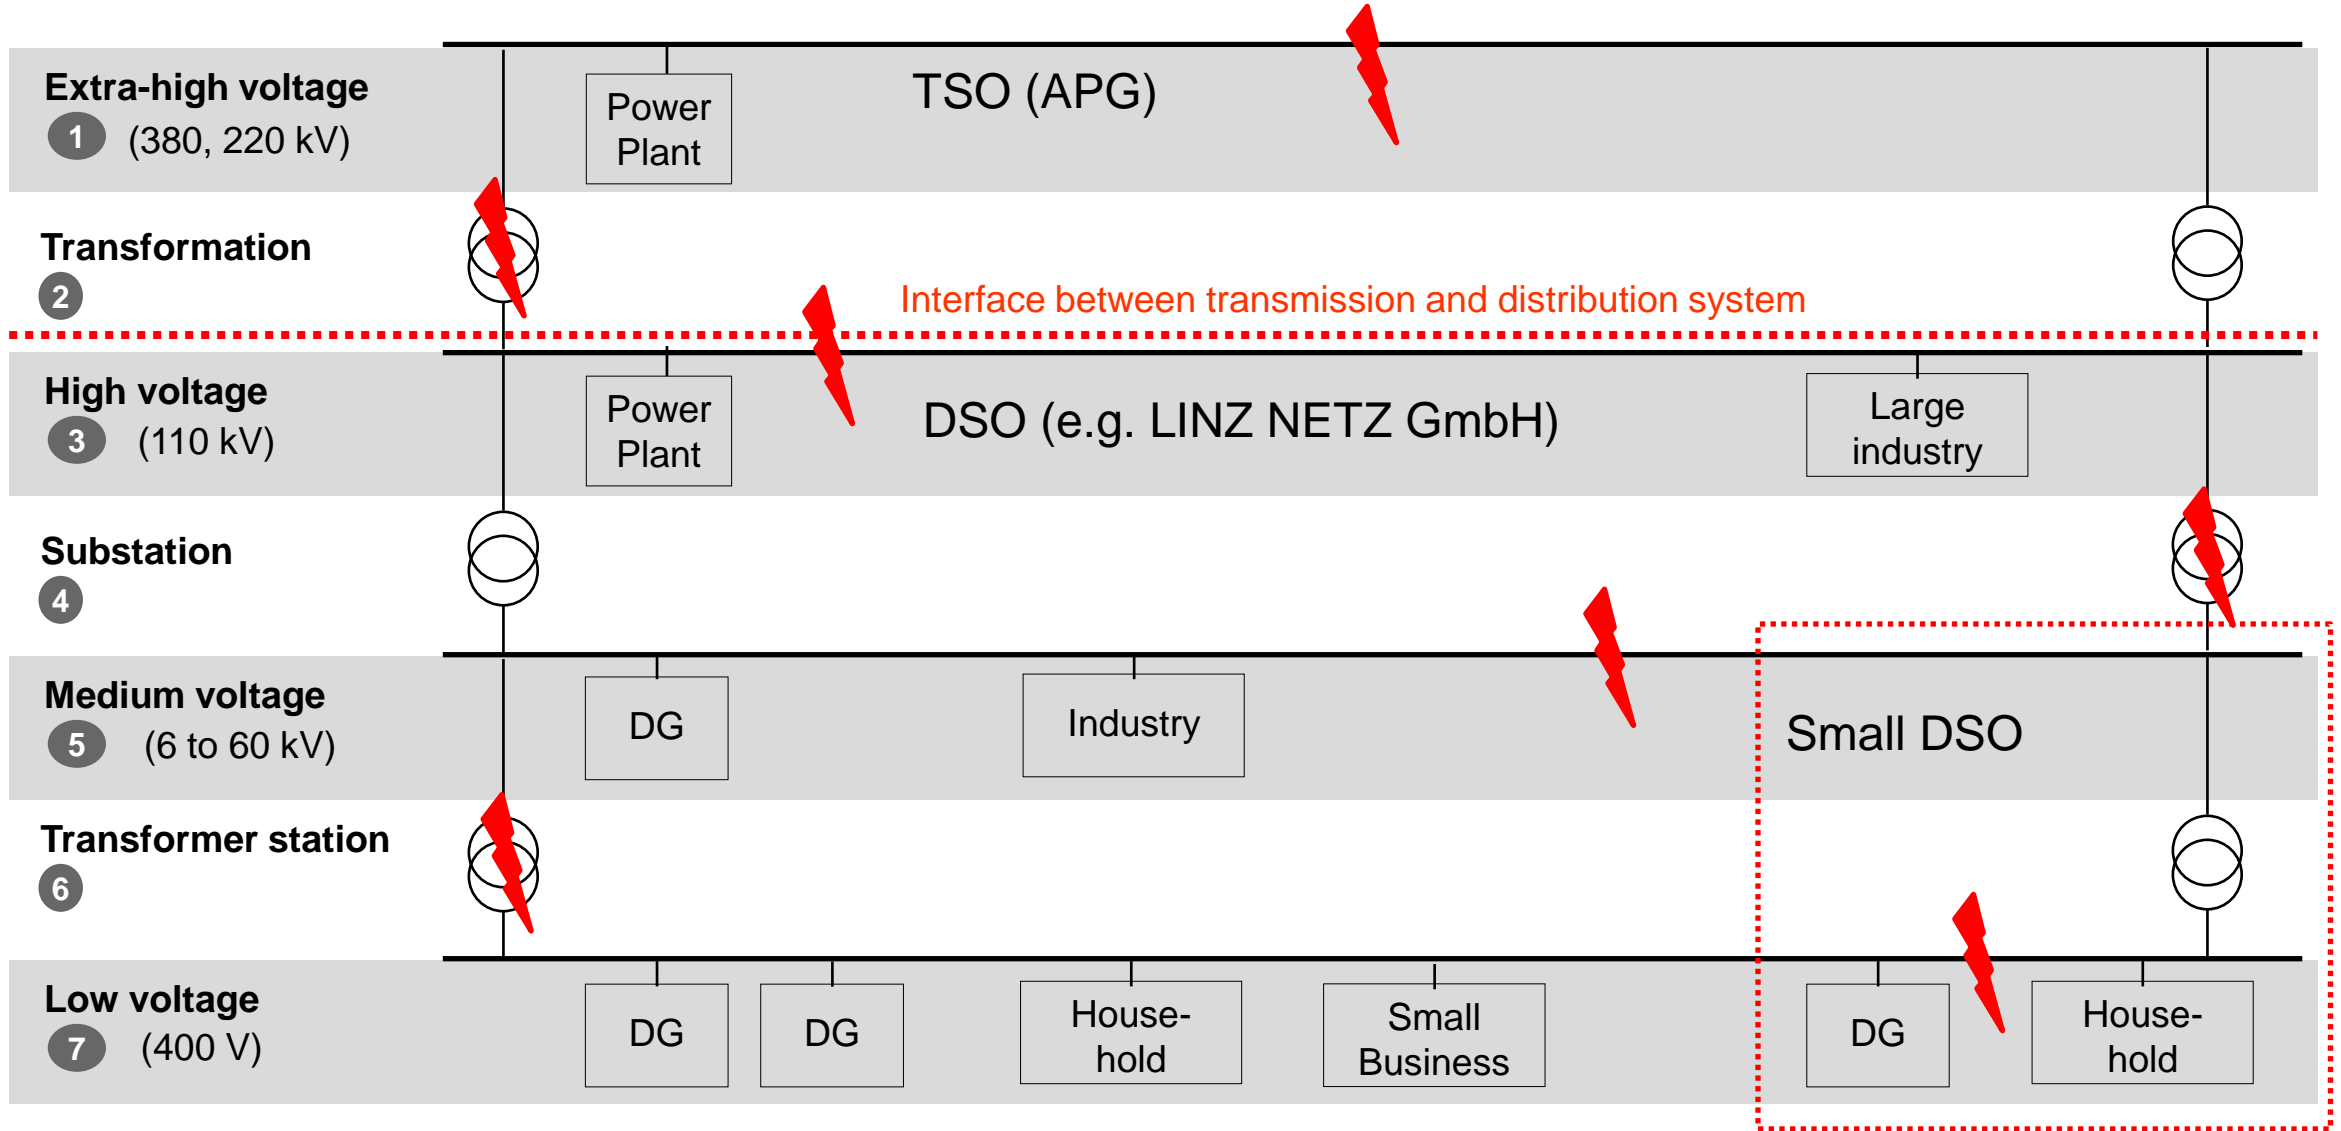 Extra-high voltage
1 (380, 220 kV)
Power
Plant
TSO (APG)
Transformation
2
Interface between transmission and distribution system
High voltage
3 (110 kV)
Power
Plant
DSO (e.g. LINZ NETZ GmbH)
Large
industry
Substation
4
Medium voltage
5 (6 to 60 kV)
DG
Industry
Small DSO
Transformer station
6
Low voltage
7 (400 V)
DG
DG
House-
hold
Small
Business
DG
House-
hold